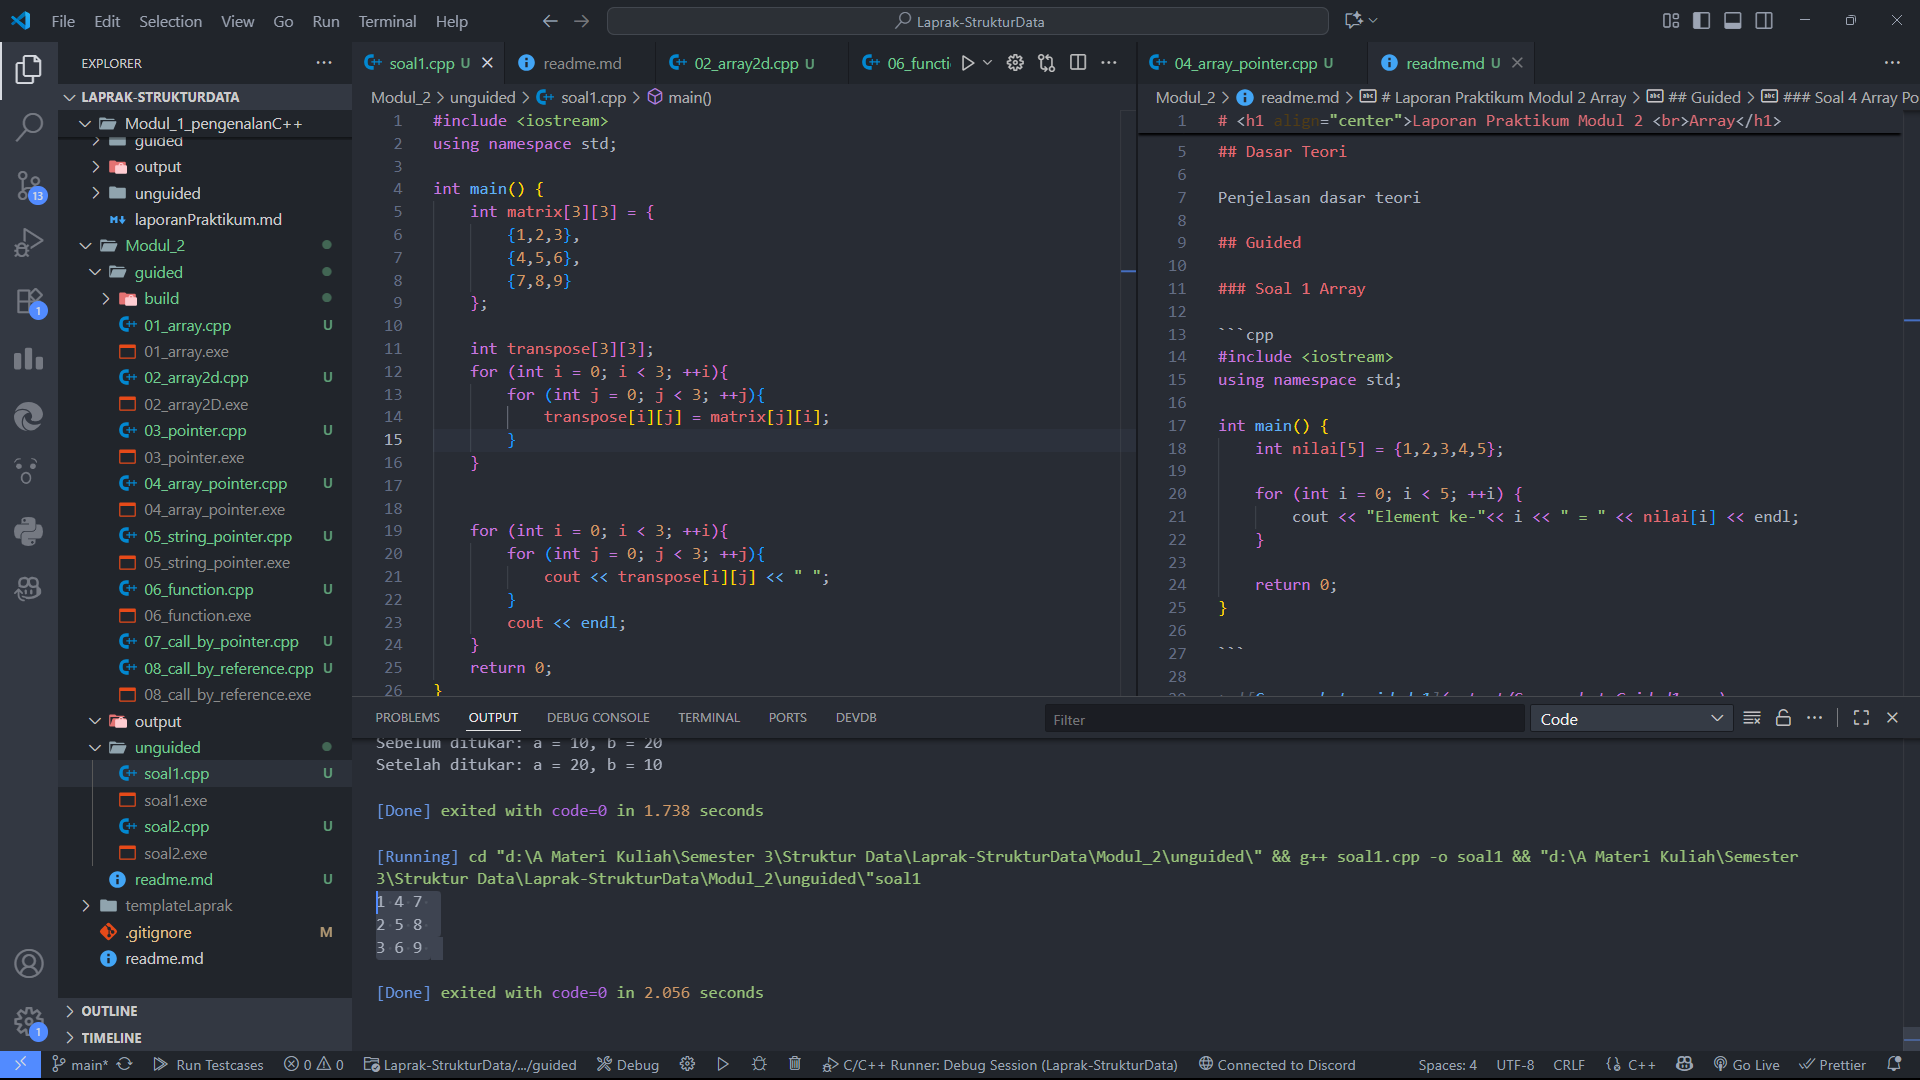 File Edit Selection View Go Run Terminal Help
Laprak-StrukturData
EXPLORER
LAPRAK-STRUKTURDATA
Modul_1_pengenalanC++
guided
output
unguided
laporanPraktikum.md
Modul_2
guided
build
01_array.cpp U
01_array.exe
02_array2d.cpp U
02_array2D.exe
03_pointer.cpp U
03_pointer.exe
04_array_pointer.cpp U
04_array_pointer.exe
05_string_pointer.cpp U
05_string_pointer.exe
06_function.cpp U
06_function.exe
07_call_by_pointer.cpp U
08_call_by_reference.cpp U
08_call_by_reference.exe
output
unguided
soal1.cpp U
soal1.exe
soal2.cpp U
soal2.exe
readme.md U
templateLaprak
.gitignore M
readme.md
OUTLINE
TIMELINE
13
1
1
soal1.cpp U readme.md 02_array2d.cpp U 06_functi
Modul_2 > unguided > soal1.cpp > main()
1 #include <iostream>
2 using namespace std;
3
4 int main() {
5 int matrix[3][3] = {
6 {1,2,3},
7 {4,5,6},
8 {7,8,9}
9 };
10
11 int transpose[3][3];
12 for (int i = 0; i < 3; ++i){
13 for (int j = 0; j < 3; ++j){
14 transpose[i][j] = matrix[j][i];
15 }
16 }
17
18
19 for (int i = 0; i < 3; ++i){
20 for (int j = 0; j < 3; ++j){
21 cout << transpose[i][j] << " ";
22 }
23 cout << endl;
24 }
25 return 0;
26 }
04_array_pointer.cpp U readme.md U
Modul_2 > readme.md > # Laporan Praktikum Modul 2 Array > ## Guided > ### Soal 4 Array Po
1 # <h1 align="center">Laporan Praktikum Modul 2 <br>Array</h1>
5 ## Dasar Teori
6
7 Penjelasan dasar teori
8
9 ## Guided
10
11 ### Soal 1 Array
12
13 ```cpp
14 #include <iostream>
15 using namespace std;
16
17 int main() {
18 int nilai[5] = {1,2,3,4,5};
19
20 for (int i = 0; i < 5; ++i) {
21 cout << "Element ke-"<< i << " = " << nilai[i] << endl;
22 }
23
24 return 0;
25 }
26
27 ```
28
PROBLEMS OUTPUT DEBUG CONSOLE TERMINAL PORTS DEVDB
Filter
Code
Sebelum ditukar: a = 10, b = 20
Setelah ditukar: a = 20, b = 10
[Done] exited with code=0 in 1.738 seconds
[Running] cd "d:\A Materi Kuliah\Semester 3\Struktur Data\Laprak-StrukturData\Modul_2\unguided\" && g++ soal1.cpp -o soal1 && "d:\A Materi Kuliah\Semester
3\Struktur Data\Laprak-StrukturData\Modul_2\unguided\"soal1
1 4 7
2 5 8
3 6 9
[Done] exited with code=0 in 2.056 seconds
main* Run Testcases 0 0 Laprak-StrukturData/.../guided Debug C/C++ Runner: Debug Session (Laprak-StrukturData) Connected to Discord Spaces: 4 UTF-8 CRLF C++ Go Live Prettier